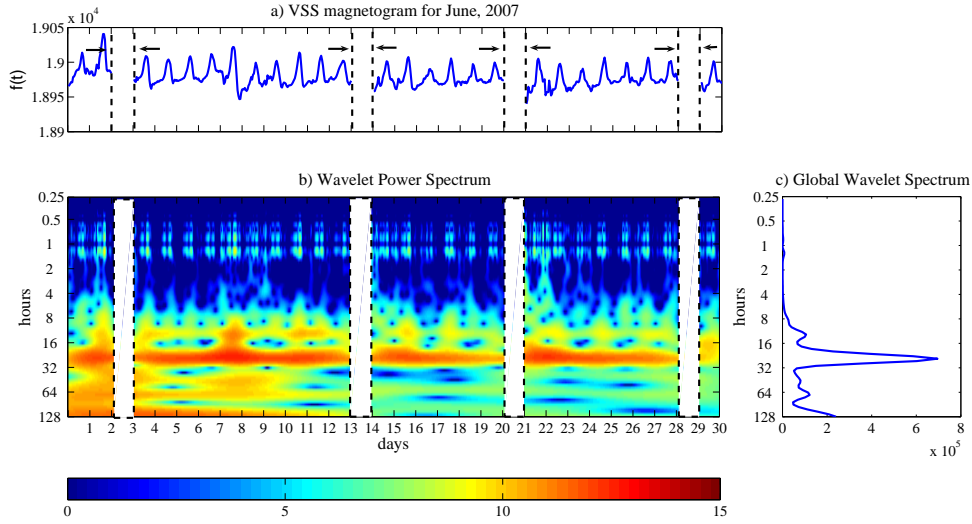 a) VSS magnetogram for June, 2007
x 10⁴
1.905
1.9
1.895
1.89
f(t)
b) Wavelet Power Spectrum
0.25
0.5
1
2
4
8
16
32
64
128
hours
1 2 3 4 5 6 7 8 9 10 11 12 13 14 15 16 17 18 19 20 21 22 23 24 25 26 27 28 29 30
days
c) Global Wavelet Spectrum
0.25
0.5
1
2
4
8
16
32
64
128
hours
0 2 4 6 8
x 10⁵
0 5 10 15